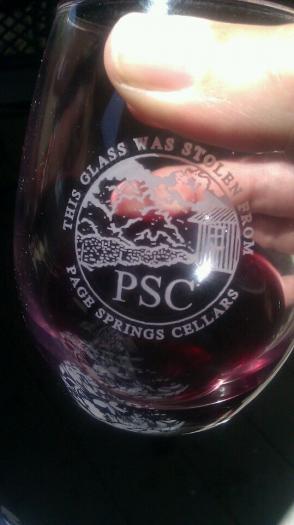 THIS GLASS WAS STOLEN FROM
PSC
PAGE SPRINGS CELLARS